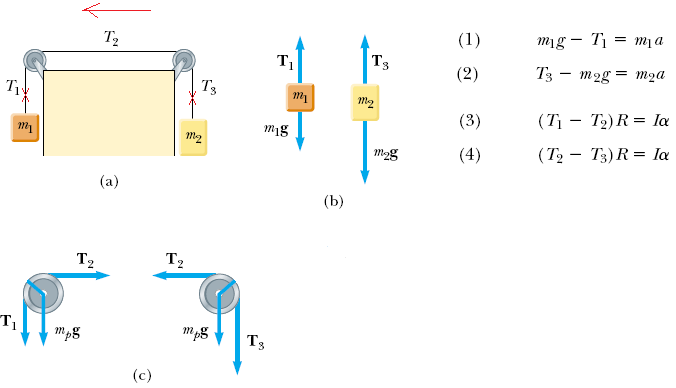 T₂
T₁
T₃
m₁
m₂
(a)
T₁
T₃
m₁
m₂
m₁g
m₂g
(b)
(1) m₁g − T₁ = m₁a
(2) T₃ − m₂g = m₂a
(3) (T₁ − T₂)R = Iα
(4) (T₂ − T₃)R = Iα
T₂
T₁
mₚg
T₂
mₚg
T₃
(c)